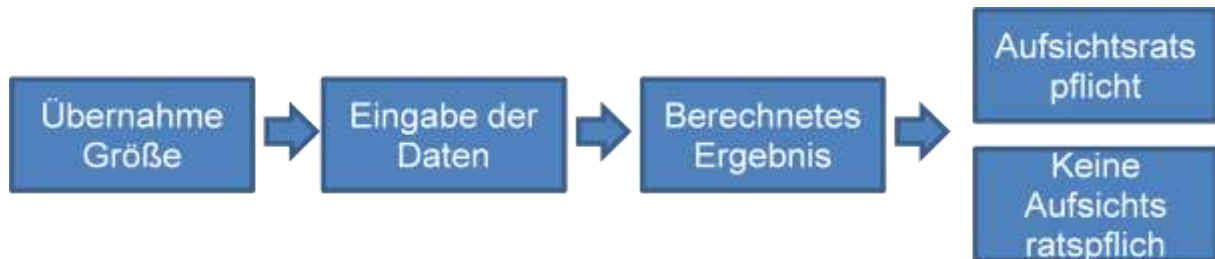 Übernahme
Größe
Eingabe der
Daten
Berechnetes
Ergebnis
Aufsichtsrats
pflicht
Keine
Aufsichts
ratspflich